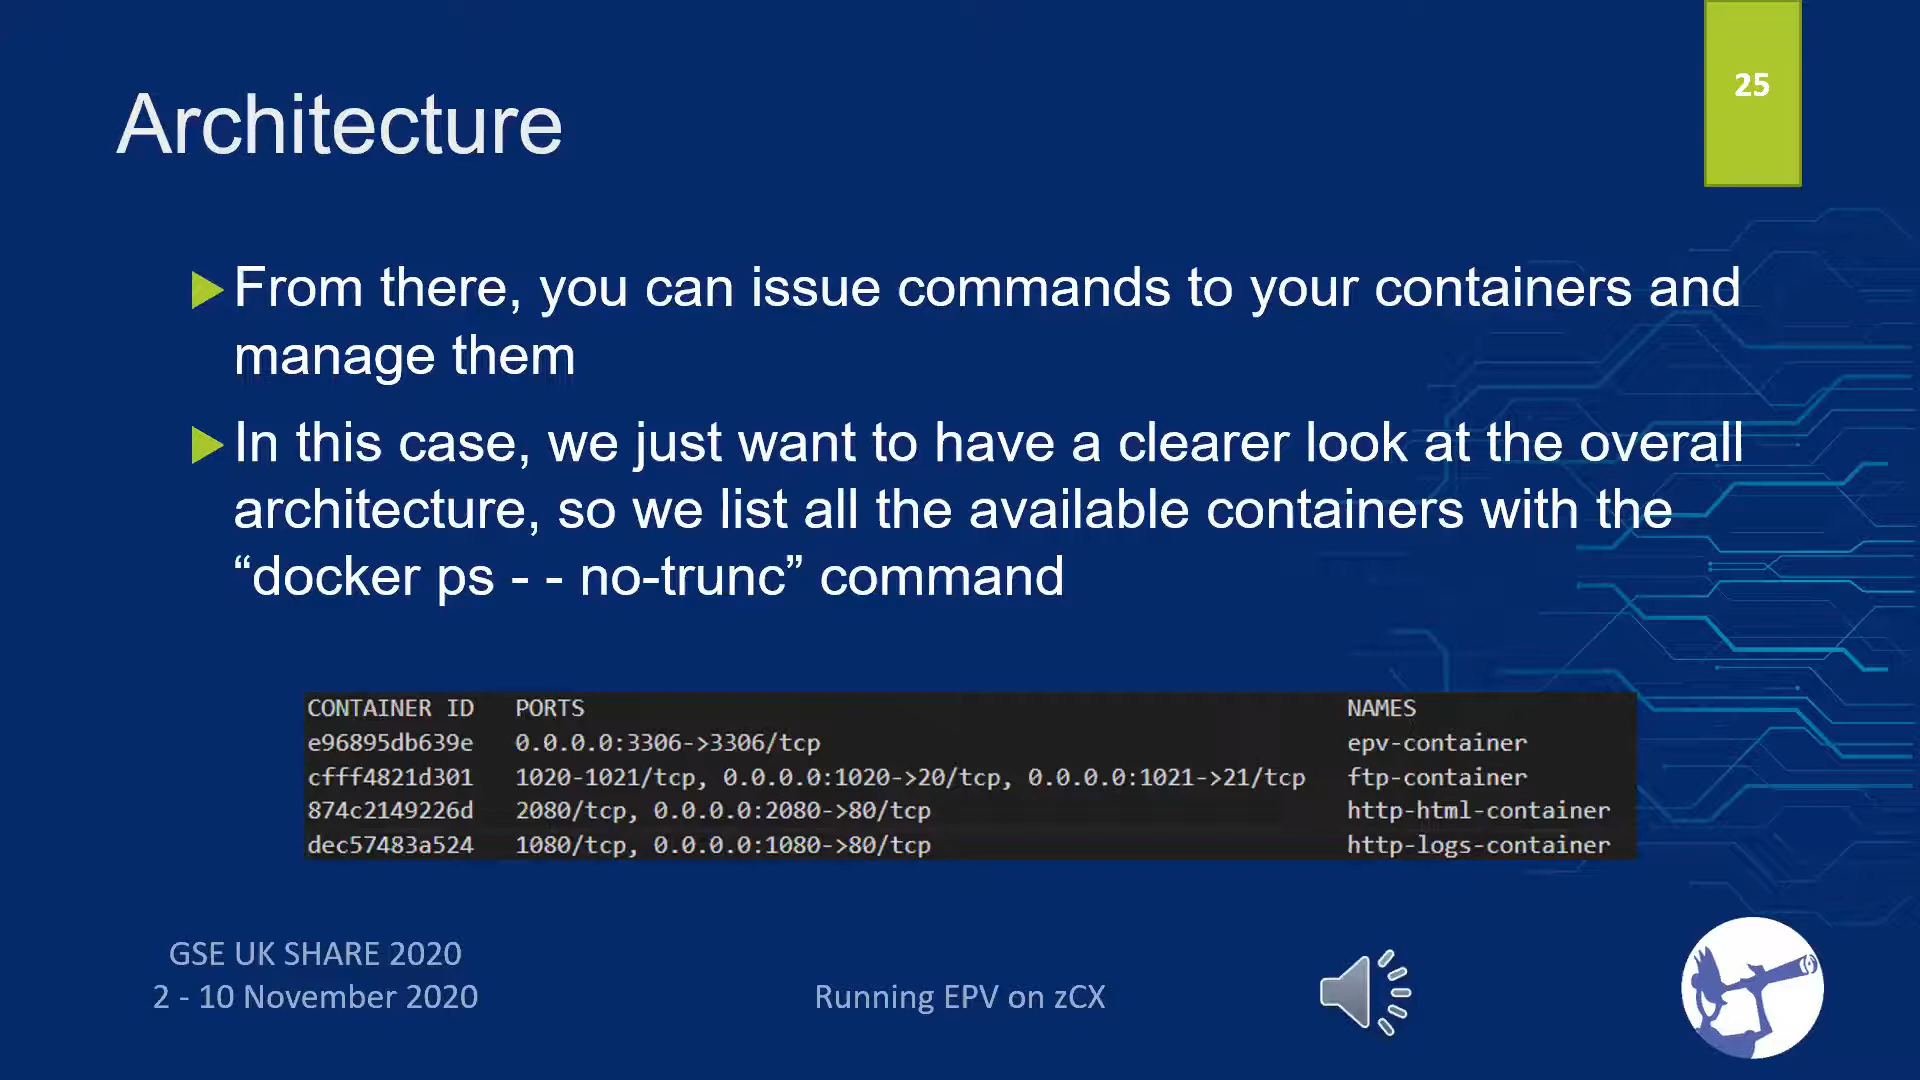 25
Architecture
From there, you can issue commands to your containers and
manage them
In this case, we just want to have a clearer look at the overall
architecture, so we list all the available containers with the
“docker ps - - no-trunc” command
CONTAINER ID PORTS NAMES
e96895db639e 0.0.0.0:3306->3306/tcp epv-container
cfff4821d301 1020-1021/tcp, 0.0.0.0:1020->20/tcp, 0.0.0.0:1021->21/tcp ftp-container
874c2149226d 2080/tcp, 0.0.0.0:2080->80/tcp http-html-container
dec57483a524 1080/tcp, 0.0.0.0:1080->80/tcp http-logs-container
GSE UK SHARE 2020
2 - 10 November 2020
Running EPV on zCX